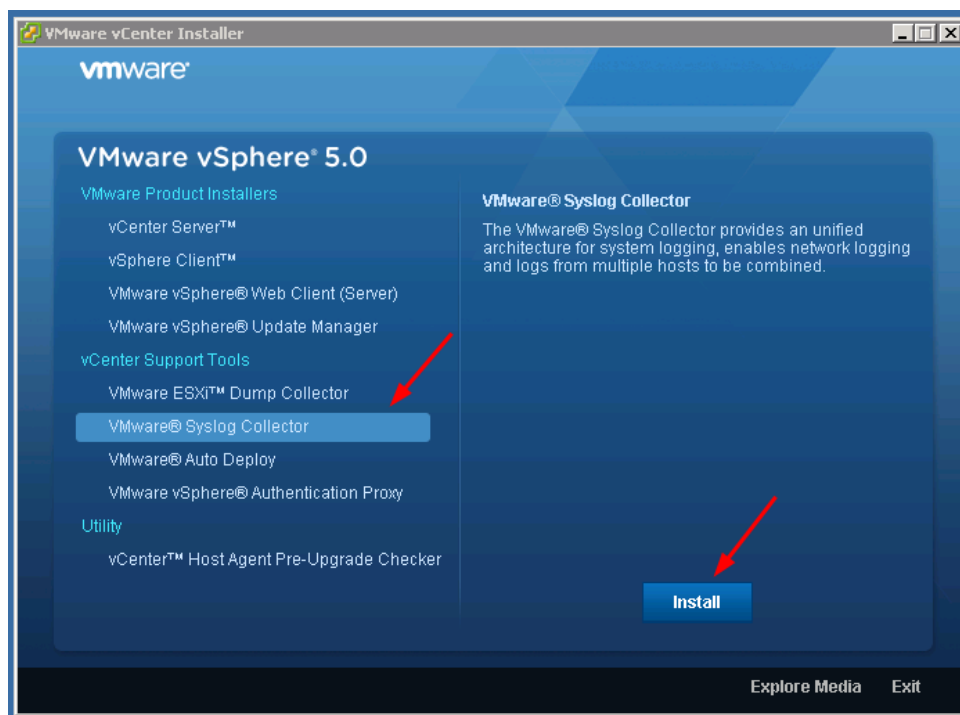 VMware vCenter Installer
vmware
VMware vSphere® 5.0
VMware Product Installers
vCenter Server™
vSphere Client™
VMware vSphere® Web Client (Server)
VMware vSphere® Update Manager
vCenter Support Tools
VMware ESXi™ Dump Collector
VMware® Syslog Collector
VMware® Auto Deploy
VMware vSphere® Authentication Proxy
Utility
vCenter™ Host Agent Pre-Upgrade Checker
VMware® Syslog Collector
The VMware® Syslog Collector provides an unified
architecture for system logging, enables network logging
and logs from multiple hosts to be combined.
Install
Explore Media Exit